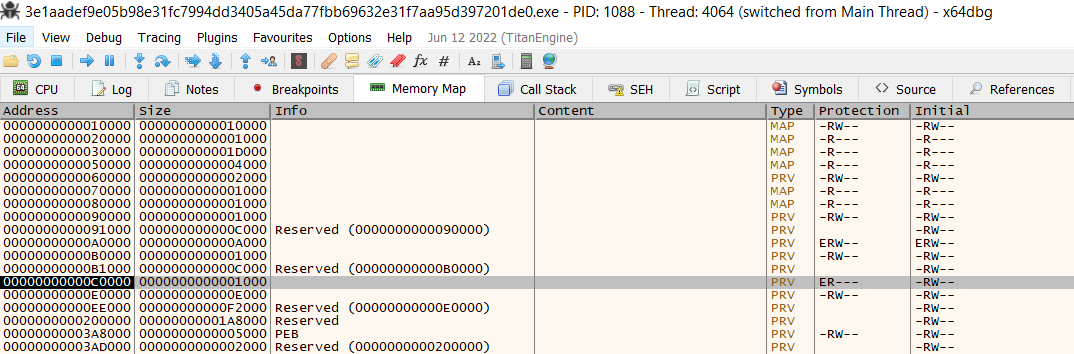 3e1aadef9e05b98e31fc7994dd3405a45da77fbb69632e31f7aa95d397201de0.exe - PID: 1088 - Thread: 4064 (switched from Main Thread) - x64dbg
File View Debug Tracing Plugins Favourites Options Help Jun 12 2022 (TitanEngine)
CPU Log Notes Breakpoints Memory Map Call Stack SEH Script Symbols Source References
Address Size Info Content Type Protection Initial
0000000000010000 0000000000010000 MAP -RW-- -RW--
0000000000020000 0000000000001000 MAP -R--- -R---
0000000000030000 000000000001D000 MAP -R--- -R---
0000000000050000 0000000000004000 MAP -R--- -R---
0000000000060000 0000000000002000 PRV -RW-- -RW--
0000000000070000 0000000000001000 MAP -R--- -R---
0000000000080000 0000000000001000 MAP -R--- -R---
0000000000090000 0000000000001000 PRV -RW-- -RW--
0000000000091000 000000000000C000 Reserved (0000000000090000) PRV -RW--
00000000000A0000 000000000000A000 PRV ERW-- ERW--
00000000000B0000 0000000000001000 PRV -RW-- -RW--
00000000000B1000 000000000000C000 Reserved (00000000000B0000) PRV -RW--
00000000000C0000 0000000000001000 PRV ER--- -RW--
00000000000E0000 000000000000E000 PRV -RW-- -RW--
00000000000EE000 00000000000F2000 Reserved (00000000000E0000) PRV -RW--
0000000000200000 00000000001A8000 Reserved PRV -RW--
00000000003A8000 0000000000005000 PEB PRV -RW-- -RW--
00000000003AD000 0000000000002000 Reserved (0000000000200000) PRV -RW--